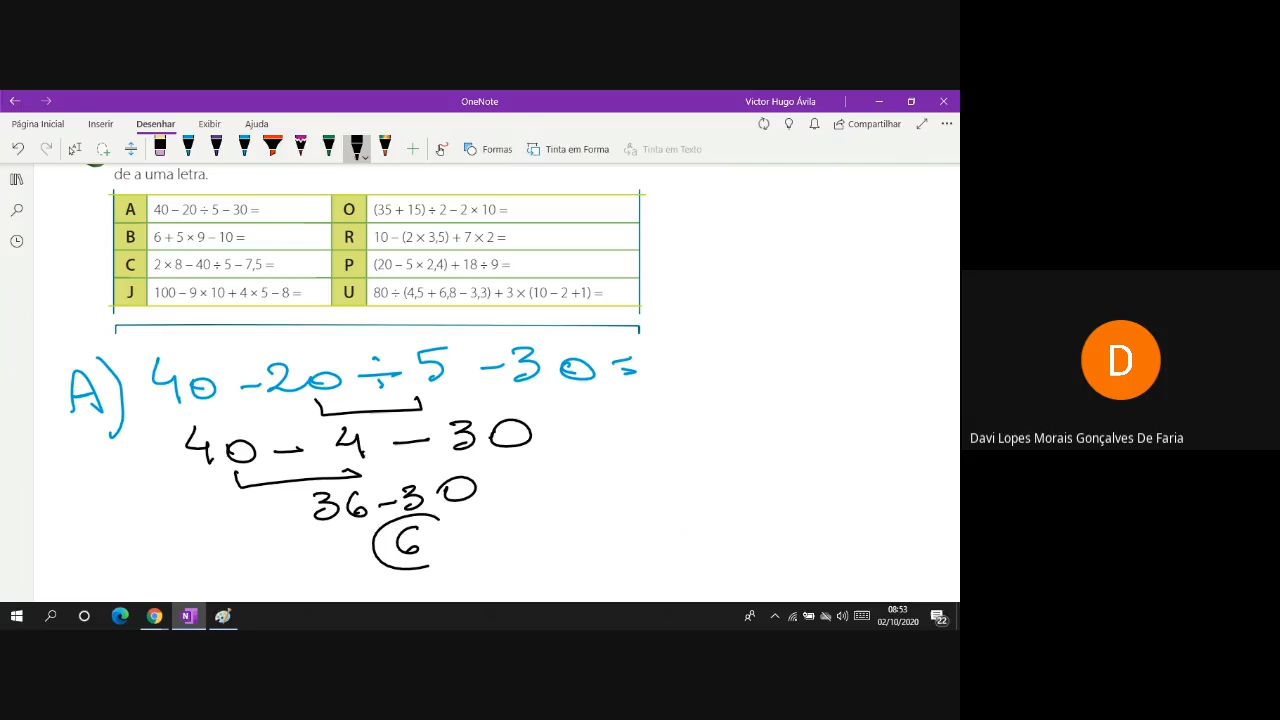 OneNote
Victor Hugo Ávila
Página Inicial
Inserir
Desenhar
Exibir
Ajuda
Compartilhar
Formas
Tinta em Forma
Tinta em Texto
de a uma letra.
A 40 – 20 ÷ 5 – 30 = O (35 + 15) ÷ 2 – 2 × 10 =
B 6 + 5 × 9 – 10 = R 10 – (2 × 3,5) + 7 × 2 =
C 2 × 8 – 40 ÷ 5 – 7,5 = P (20 – 5 × 2,4) + 18 ÷ 9 =
J 100 – 9 × 10 + 4 × 5 – 8 = U 80 ÷ (4,5 + 6,8 – 3,3) + 3 × (10 – 2 +1) =
A) 40 - 20 ÷ 5 - 30 =
40 - 4 - 30
36 - 30
6
D
Davi Lopes Morais Gonçalves De Faria
08:53
02/10/2020
22